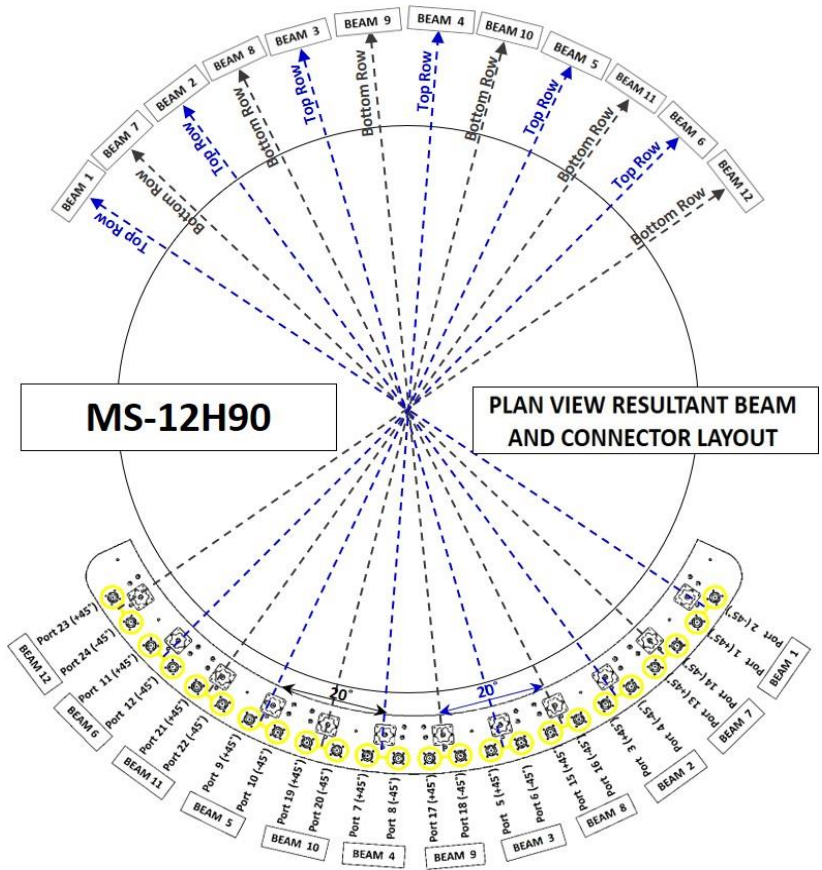 BEAM 1
BEAM 7
BEAM 2
BEAM 8
BEAM 3
BEAM 9
BEAM 4
BEAM 10
BEAM 5
BEAM 11
BEAM 6
BEAM 12
Top Row
Bottom Row
Top Row
Bottom Row
Top Row
Bottom Row
Top Row
Bottom Row
Top Row
Bottom Row
Top Row
Bottom Row
MS-12H90
PLAN VIEW RESULTANT BEAM
AND CONNECTOR LAYOUT
20°
20°
Port 23 (+45°)
Port 24 (-45°)
Port 11 (+45°)
Port 12 (-45°)
Port 21 (+45°)
Port 22 (-45°)
Port 9 (+45°)
Port 10 (-45°)
Port 19 (+45°)
Port 20 (-45°)
Port 7 (+45°)
Port 8 (-45°)
Port 17 (+45°)
Port 18 (-45°)
Port 5 (+45°)
Port 6 (-45°)
Port 15 (+45°)
Port 16 (-45°)
Port 3 (+45°)
Port 4 (-45°)
Port 13 (+45°)
Port 14 (-45°)
Port 1 (+45°)
Port 2 (-45°)
BEAM 12
BEAM 6
BEAM 11
BEAM 5
BEAM 10
BEAM 4
BEAM 9
BEAM 3
BEAM 8
BEAM 2
BEAM 7
BEAM 1